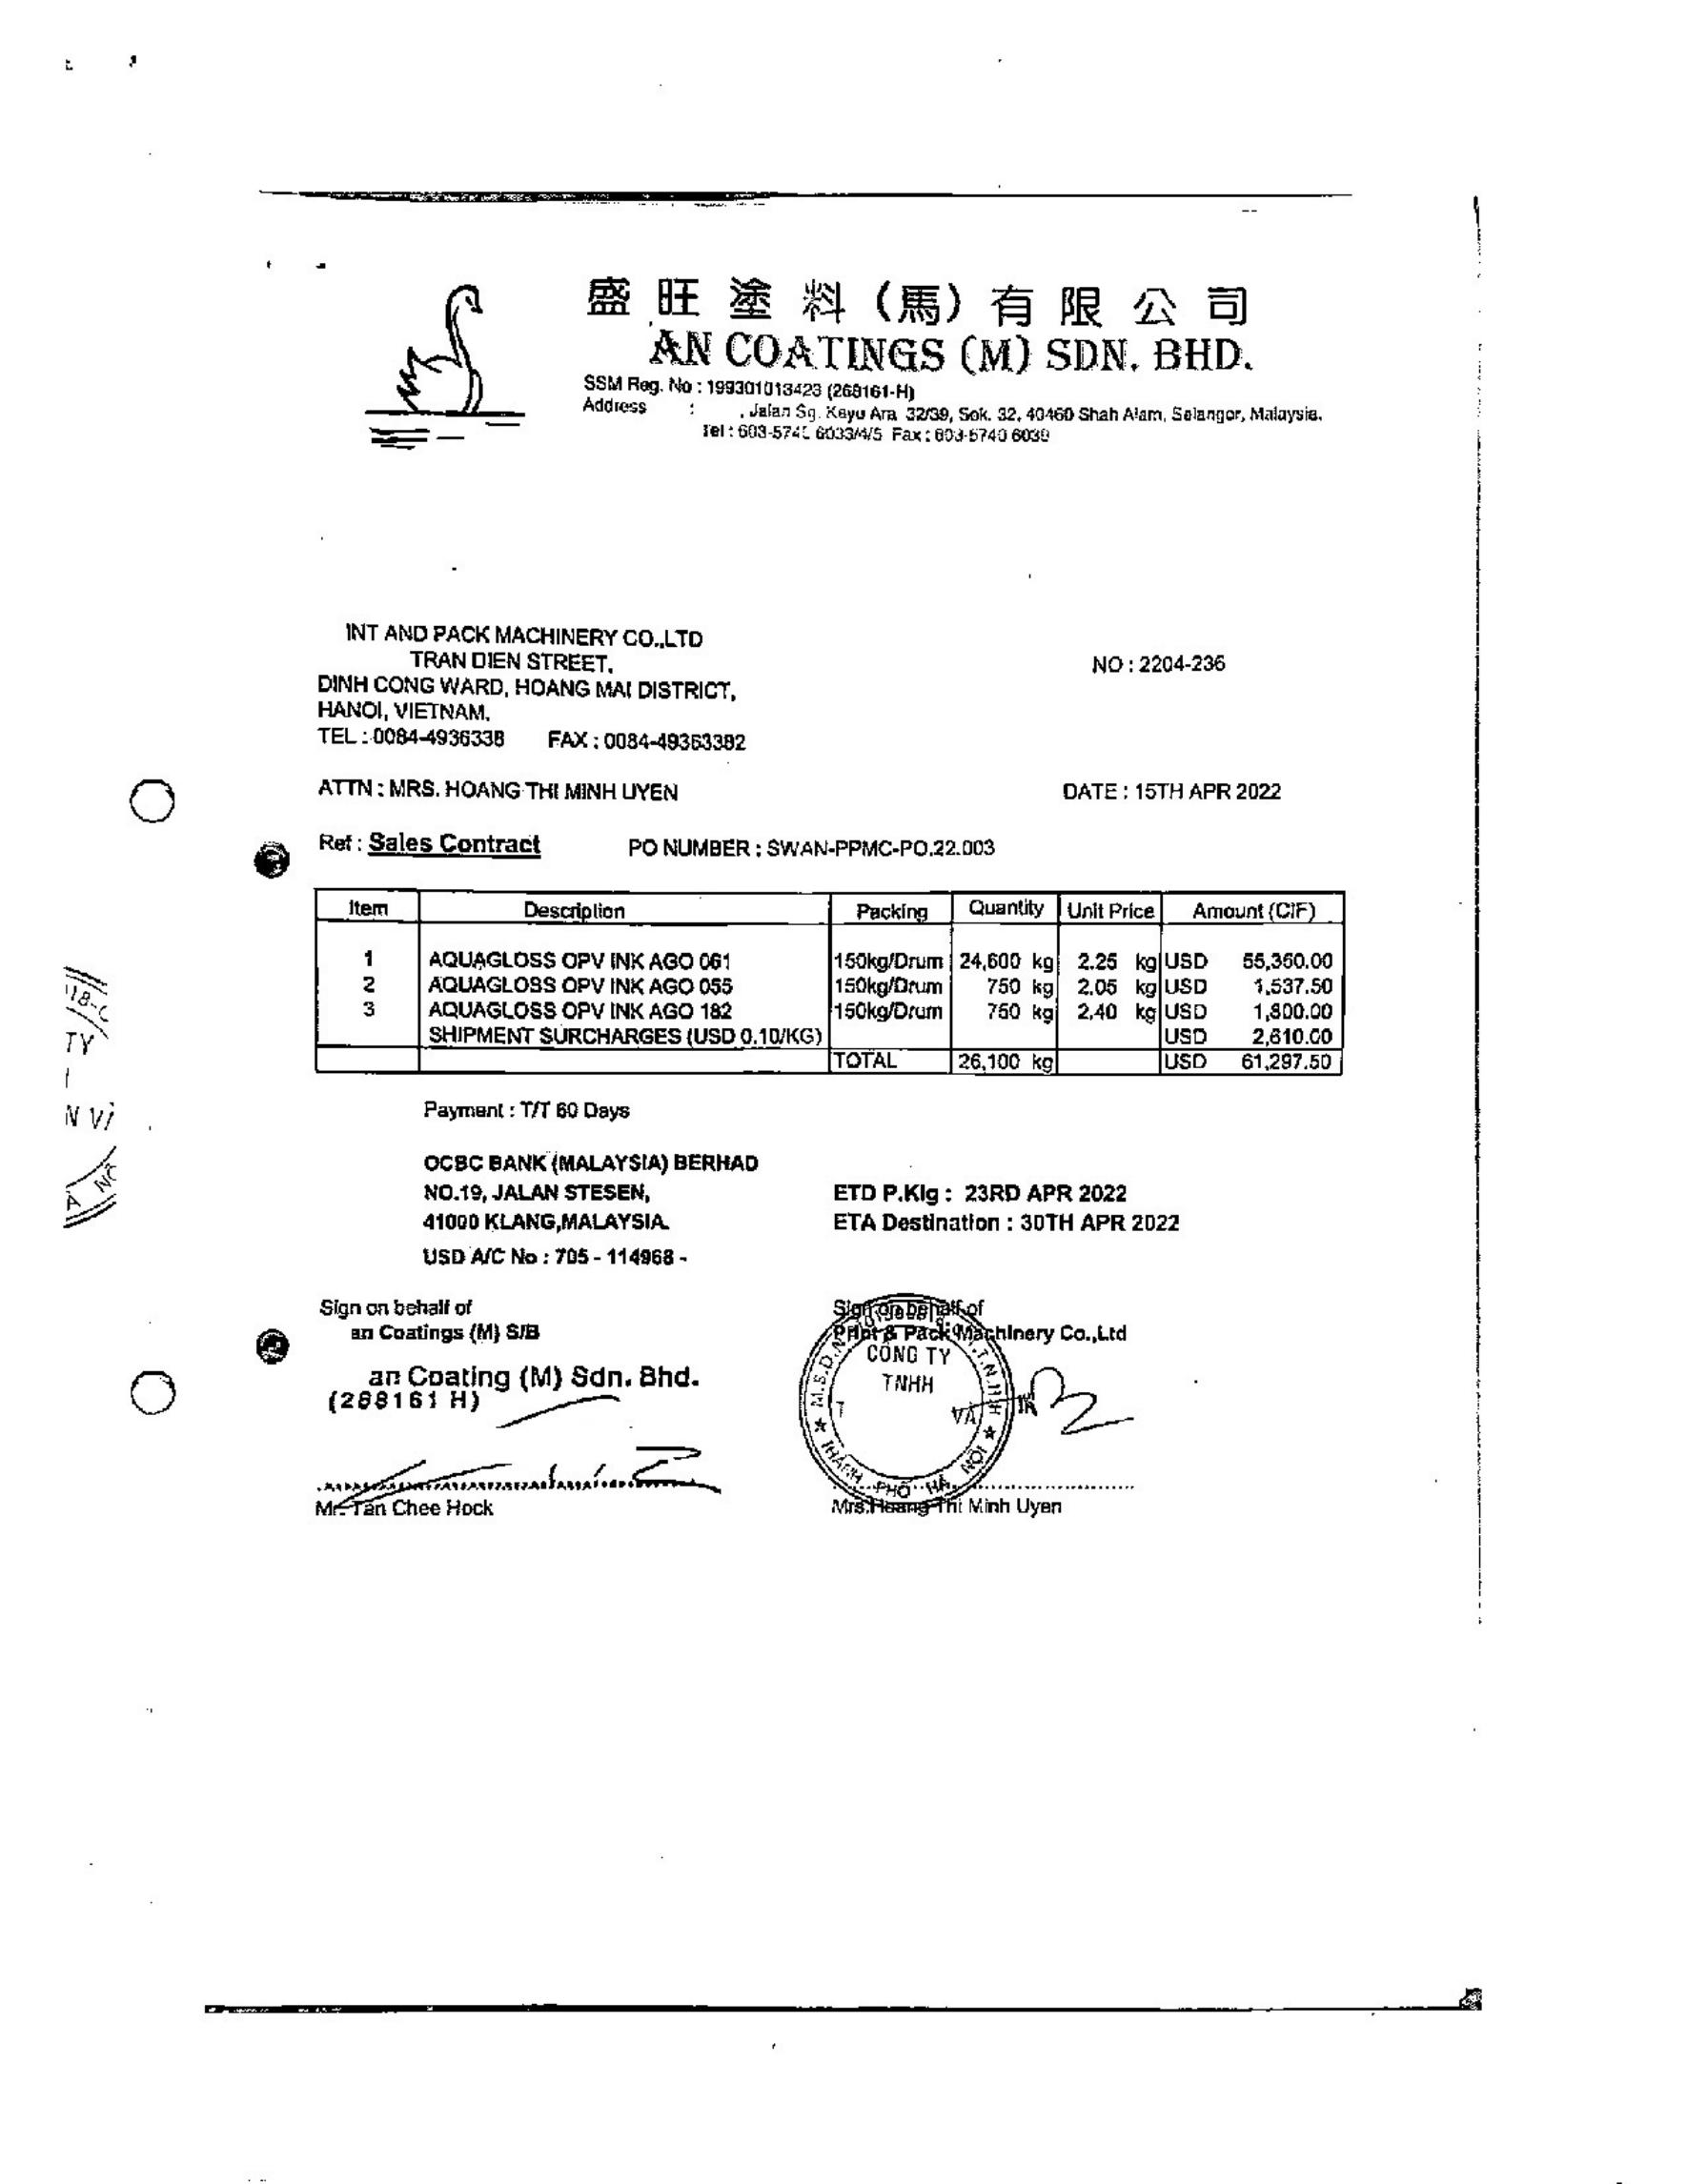 盛旺塗料(馬)有限公司
AN COATINGS (M) SDN. BHD.
SSM Reg. No : 199301013423 (268161-H)
Address : , Jalan Sg. Kayu Ara 32/39, Sek. 32, 40460 Shah Alam, Selangor, Malaysia.
Tel : 603-574 6033/4/5 Fax : 603-5740 6039
INT AND PACK MACHINERY CO.,LTD
TRAN DIEN STREET,
NO : 2204-236
DINH CONG WARD, HOANG MAI DISTRICT,
HANOI, VIETNAM.
TEL : 0084-4936338 FAX : 0084-49363382
ATTN : MRS. HOANG THI MINH UYEN DATE : 15TH APR 2022
Ref : Sales Contract PO NUMBER : SWAN-PPMC-PO.22.003
Item Description Packing Quantity Unit Price Amount (CIF)
1 AQUAGLOSS OPV INK AGO 061 150kg/Drum 24,600 kg 2.25 kg USD 55,350.00
2 AQUAGLOSS OPV INK AGO 055 150kg/Drum 750 kg 2.05 kg USD 1,537.50
3 AQUAGLOSS OPV INK AGO 182 150kg/Drum 750 kg 2.40 kg USD 1,800.00
SHIPMENT SURCHARGES (USD 0.10/KG) USD 2,610.00
TOTAL 26,100 kg USD 61,297.50
Payment : T/T 60 Days
OCBC BANK (MALAYSIA) BERHAD
NO.19, JALAN STESEN,
41000 KLANG,MALAYSIA.
USD A/C No : 705 - 114968 -
ETD P.Klg : 23RD APR 2022
ETA Destination : 30TH APR 2022
Sign on behalf of
an Coatings (M) S/B
an Coating (M) Sdn. Bhd.
(268161 H)
Mr. Tan Chee Hock
Sign on behalf of
Print & Pack Machinery Co.,Ltd
CÔNG TY
TNHH
VÀ
THÀNH PHỐ HÀ NỘI
Mrs.Hoang Thi Minh Uyen
TY
N VI